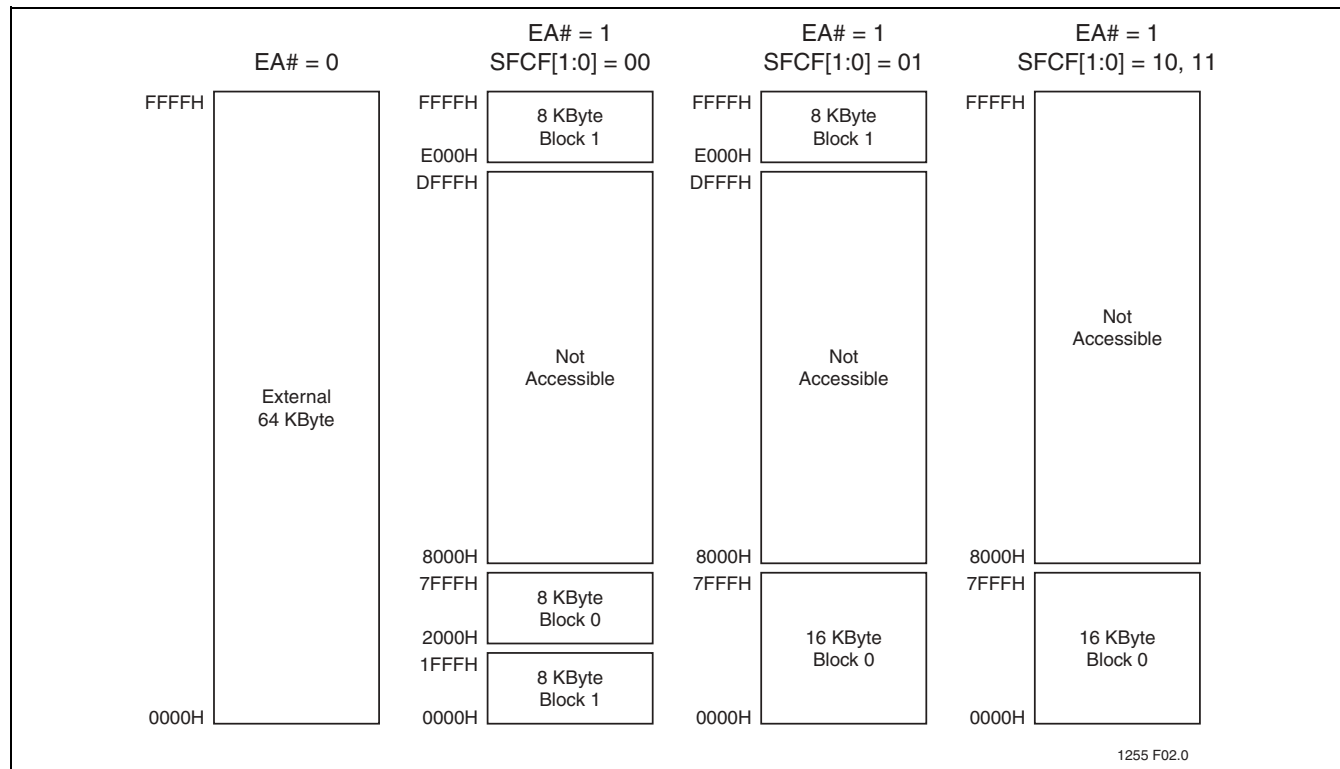 EA# = 0
FFFFH
External
64 KByte
0000H
EA# = 1
SFCF[1:0] = 00
FFFFH
8 KByte
Block 1
E000H
DFFFH
Not
Accessible
8000H
7FFFH
8 KByte
Block 0
2000H
1FFFH
8 KByte
Block 1
0000H
EA# = 1
SFCF[1:0] = 01
FFFFH
8 KByte
Block 1
E000H
DFFFH
Not
Accessible
8000H
7FFFH
16 KByte
Block 0
0000H
EA# = 1
SFCF[1:0] = 10, 11
FFFFH
Not
Accessible
8000H
7FFFH
16 KByte
Block 0
0000H
1255 F02.0